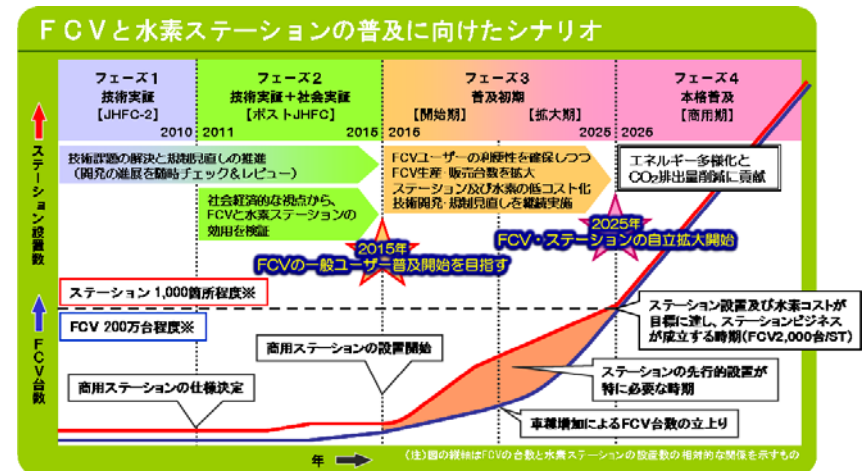 FCVと水素ステーションの普及に向けたシナリオ
フェーズ1
技術実証
【JHFC-2】
2010
フェーズ2
技術実証+社会実証
【ポストJHFC】
2011
2015
フェーズ3
普及初期
【開始期】
【拡大期】
2016
2025
フェーズ4
本格普及
【商用期】
2026
ステーション設置数
FCV台数
技術課題の解決と規制見直しの推進
(開発の進展を随時チェック&レビュー)
社会経済的な視点から、
FCVと水素ステーションの
効用を検証
FCVユーザーの利便性を確保しつつ
FCV生産・販売台数を拡大
ステーション及び水素の低コスト化
技術開発・規制見直しを継続実施
エネルギー多様化と
CO₂排出量削減に貢献
2015年
FCVの一般ユーザー普及開始を目指す
2025年
FCV・ステーションの自立拡大開始
ステーション 1,000箇所程度※
FCV 200万台程度※
商用ステーションの仕様決定
商用ステーションの設置開始
ステーション設置及び水素コストが
目標に達し、ステーションビジネス
が成立する時期(FCV2,000台/ST)
ステーションの先行的設置が
特に必要な時期
車種増加によるFCV台数の立上り
年
(注)図の縦軸はFCVの台数と水素ステーションの設置数の相対的な関係を示すもの